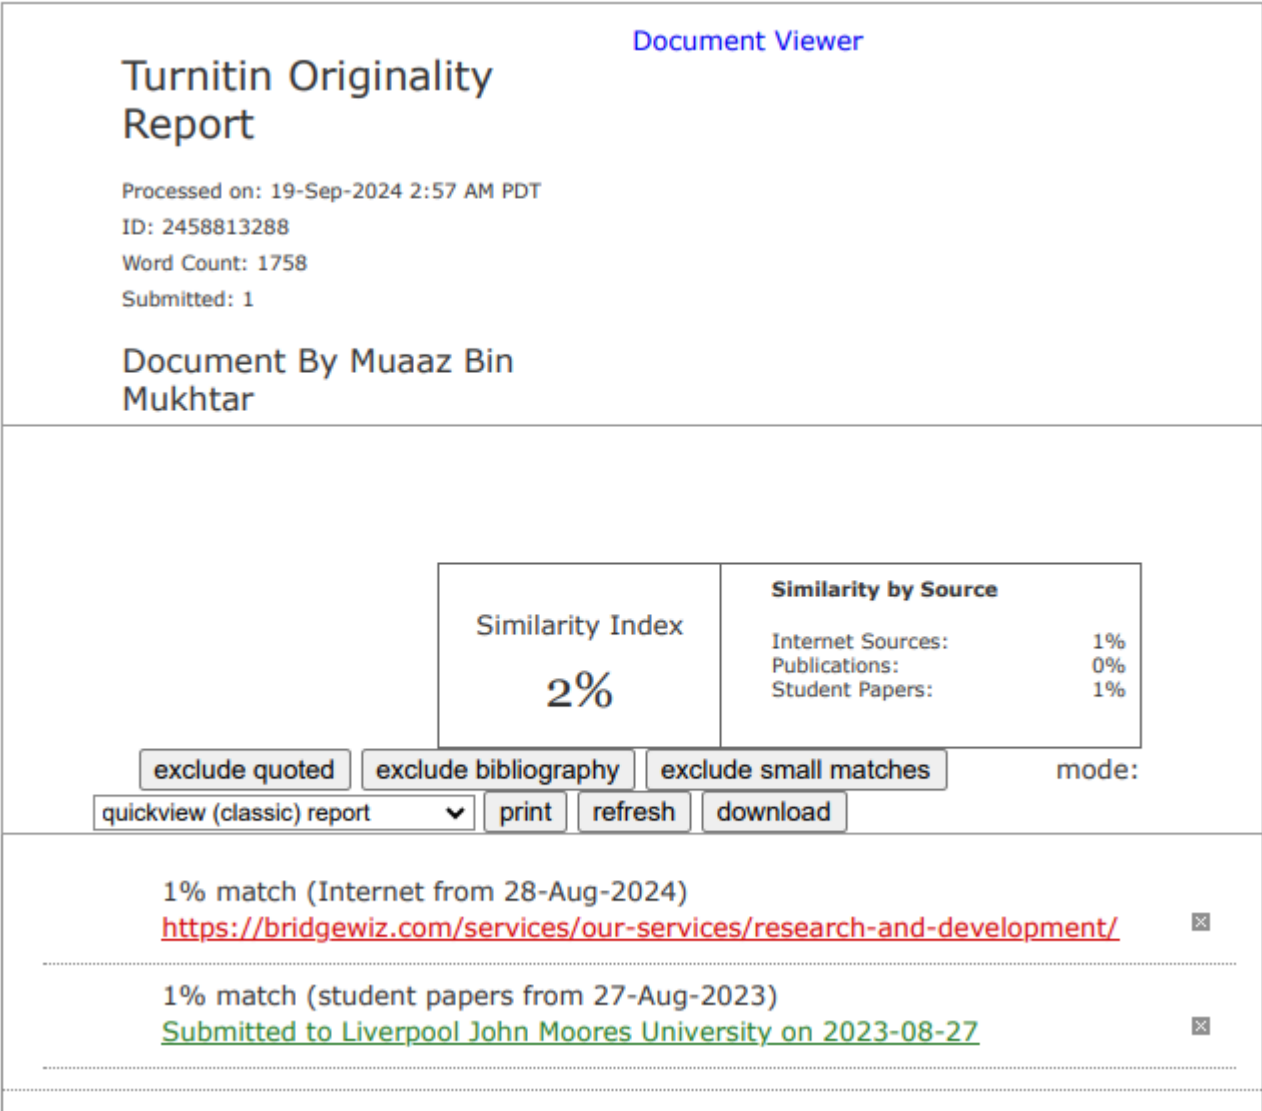 Document Viewer
Turnitin Originality
Report
Processed on: 19-Sep-2024 2:57 AM PDT
ID: 2458813288
Word Count: 1758
Submitted: 1
Document By Muaaz Bin
Mukhtar
Similarity Index
2%
Similarity by Source
Internet Sources: 1%
Publications: 0%
Student Papers: 1%
exclude quoted exclude bibliography exclude small matches mode:
quickview (classic) report print refresh download
1% match (Internet from 28-Aug-2024)
https://bridgewiz.com/services/our-services/research-and-development/
1% match (student papers from 27-Aug-2023)
Submitted to Liverpool John Moores University on 2023-08-27